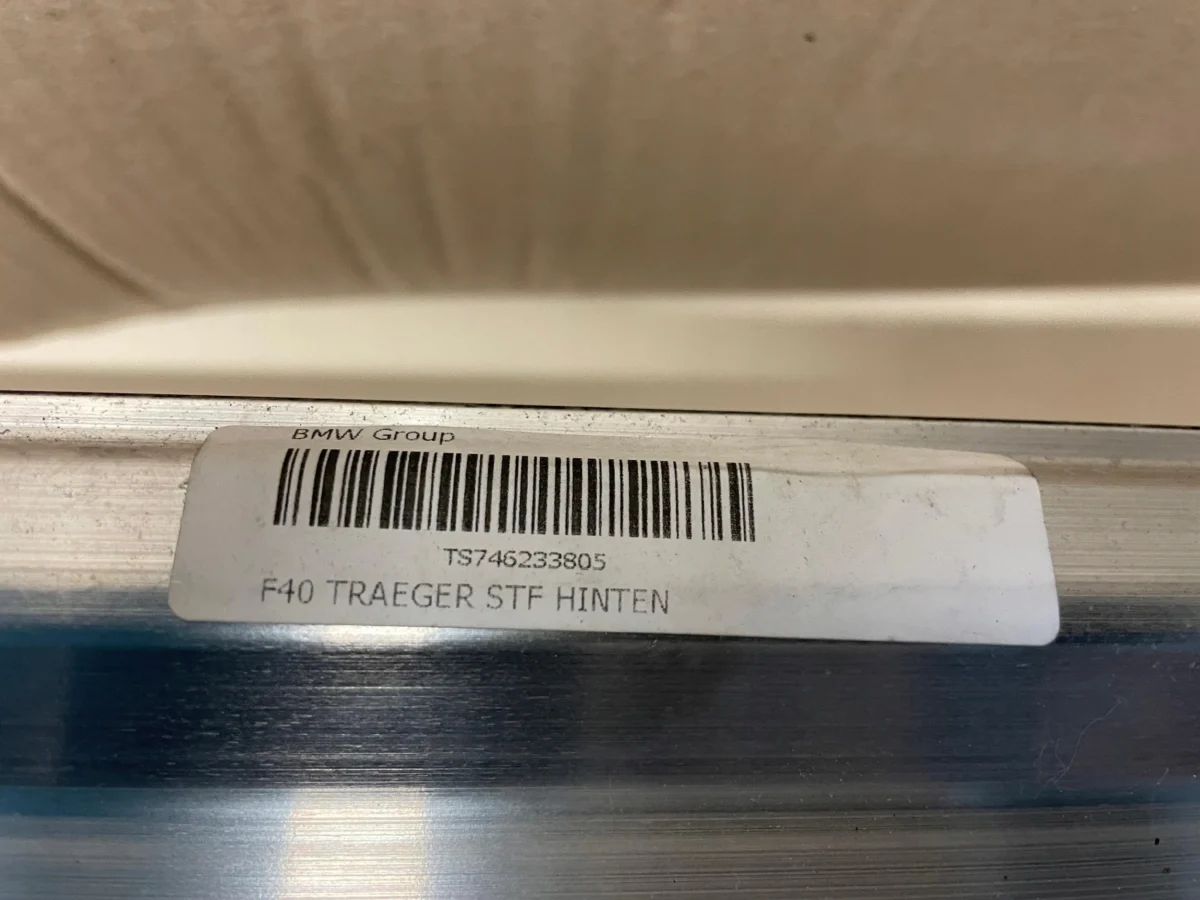 BMW Group
TS746233805
F40 TRAEGER STF HINTEN